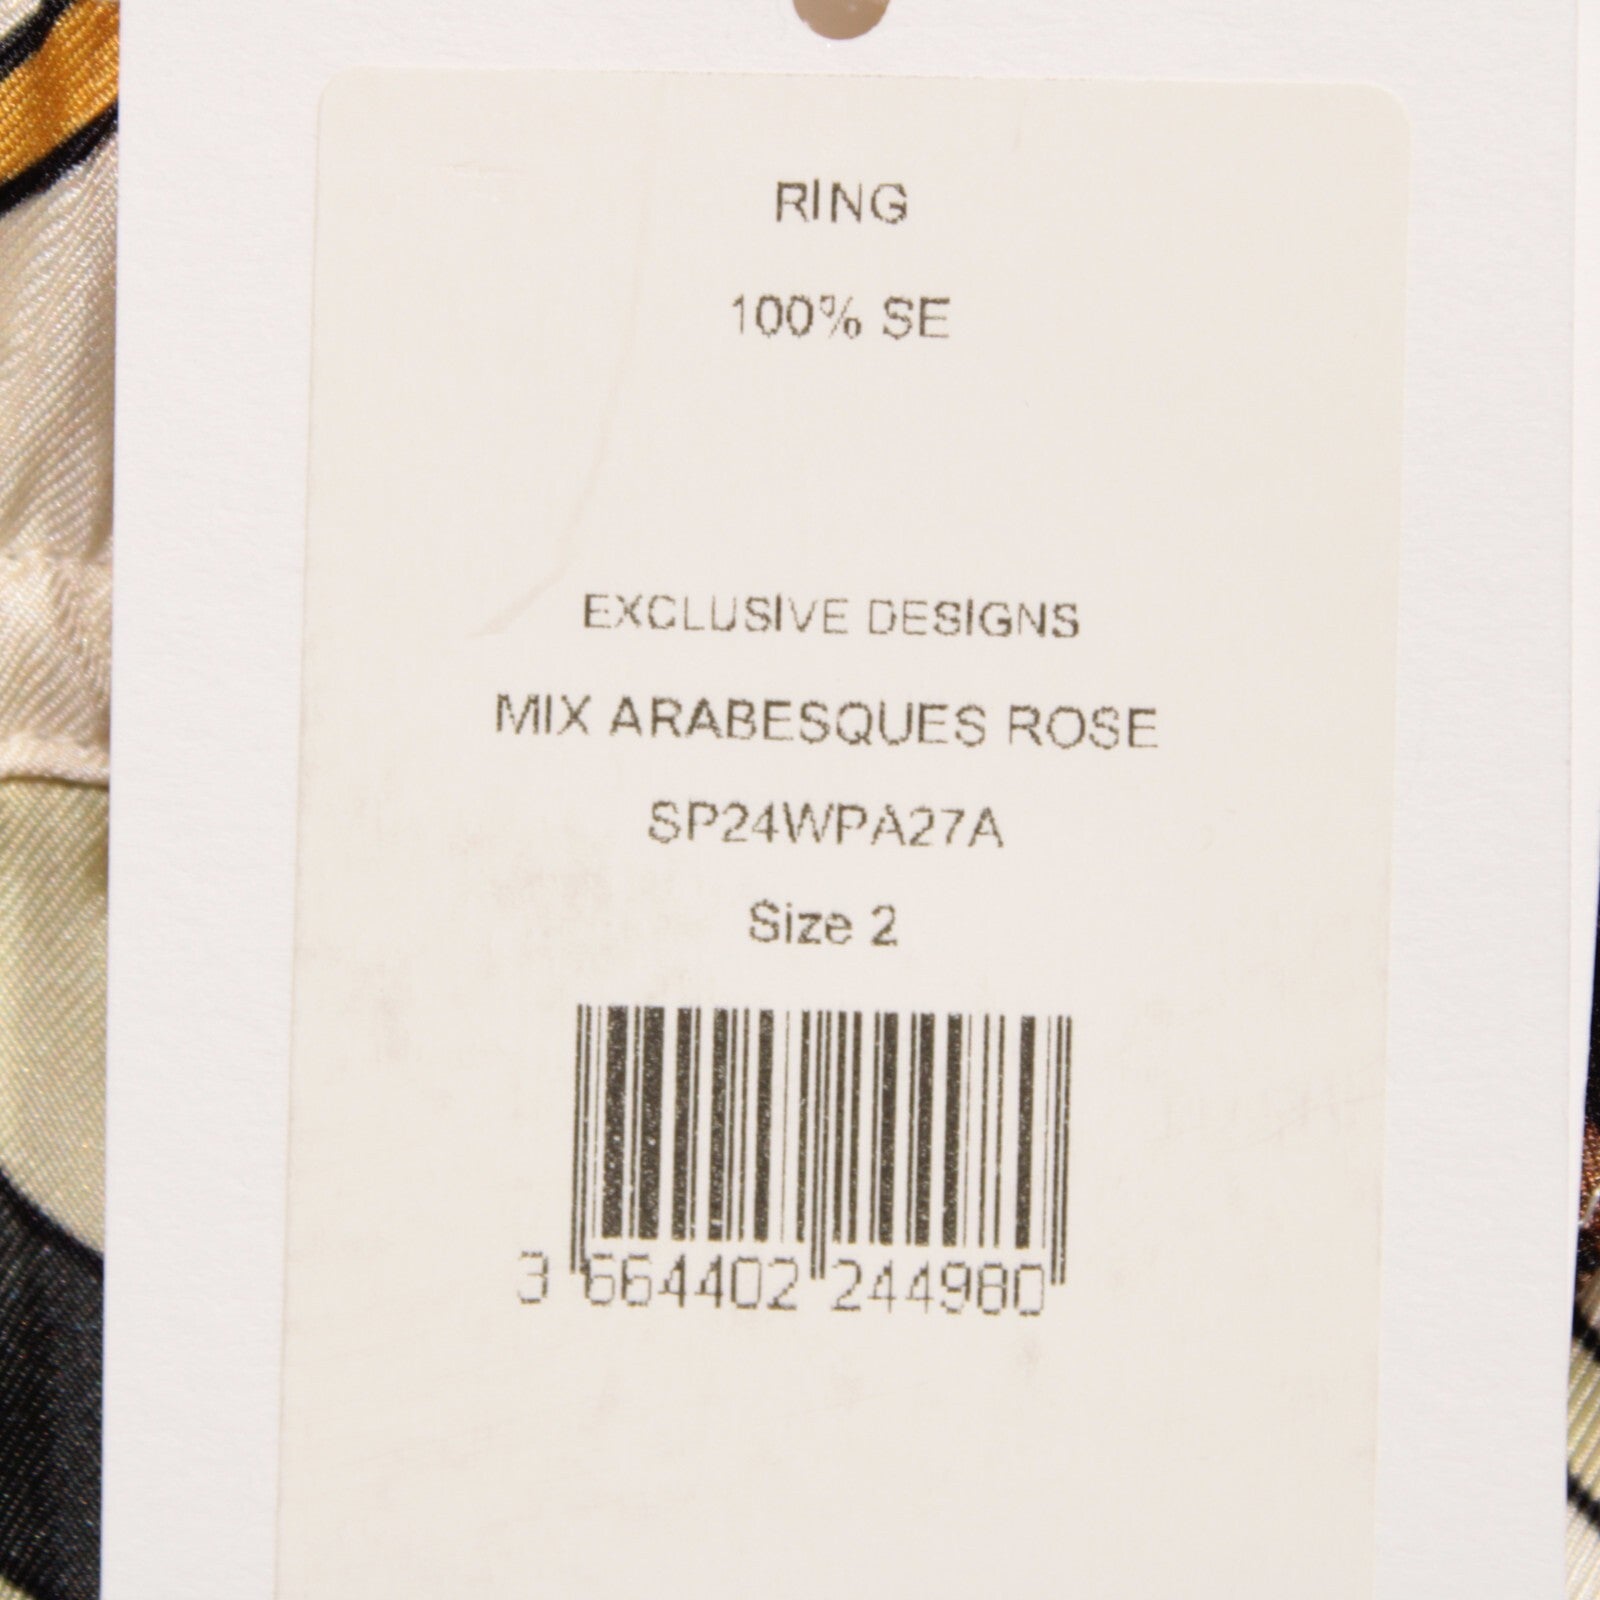 RING
100% SE
EXCLUSIVE DESIGNS
MIX ARABESQUES ROSE
SP24WPA27A
Size 2
3 664402 244980